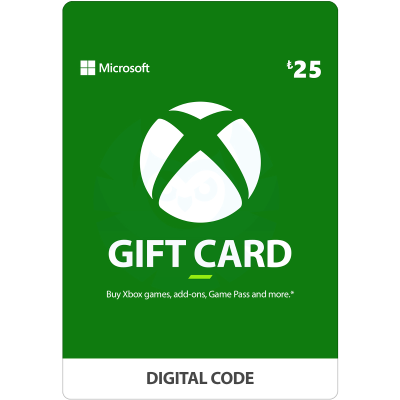 Microsoft
₺25
GIFT CARD
Buy Xbox games, add-ons, Game Pass and more.*
DIGITAL CODE